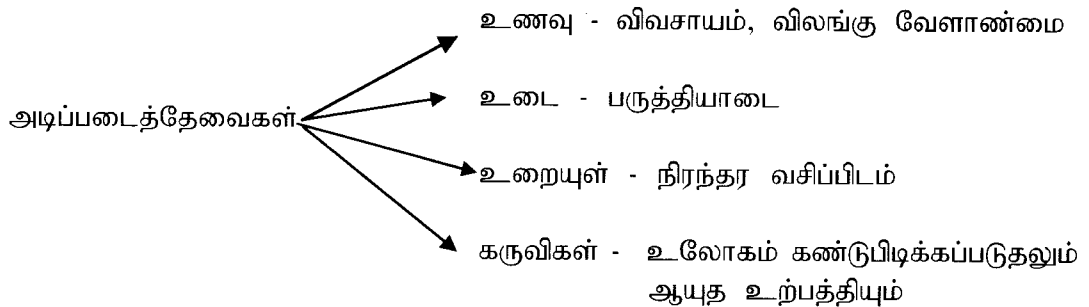 உணவு - விவசாயம், விலங்கு வேளாண்மை
அடிப்படைத்தேவைகள்
உடை - பருத்தியாடை
உறையுள் - நிரந்தர வசிப்பிடம்
கருவிகள் - உலோகம் கண்டுபிடிக்கப்படுதலும்
ஆயுத உற்பத்தியும்